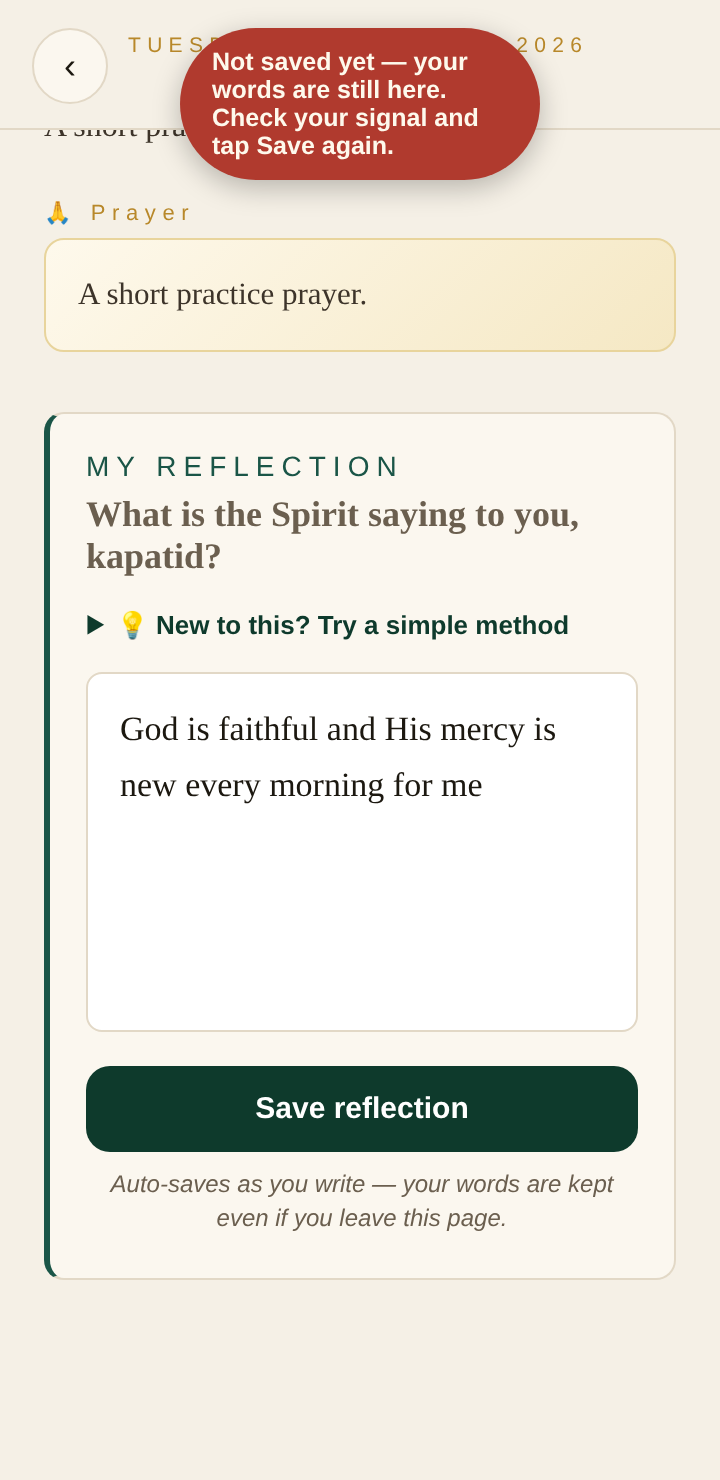 ‹
Not saved yet — your
words are still here.
Check your signal and
tap Save again.
2026
A short
🙏 Prayer
A short practice prayer.
MY REFLECTION
What is the Spirit saying to you,
kapatid?
▶ 💡 New to this? Try a simple method
God is faithful and His mercy is
new every morning for me
Save reflection
Auto-saves as you write — your words are kept
even if you leave this page.